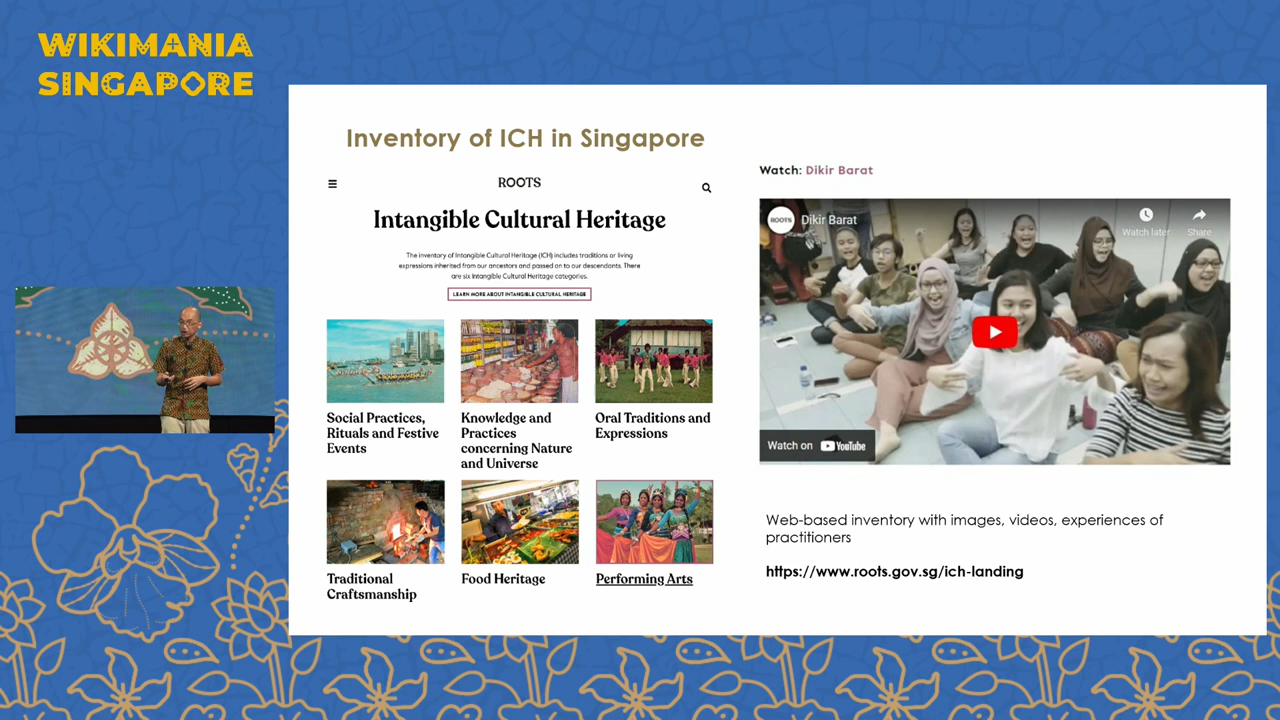 WIKIMANIA
SINGAPORE
Inventory of ICH in Singapore
ROOTS
Intangible Cultural Heritage
The inventory of Intangible Cultural Heritage (ICH) includes traditions or living
expressions inherited from our ancestors and passed on to our descendants. There
are six Intangible Cultural Heritage categories.
LEARN MORE ABOUT INTANGIBLE CULTURAL HERITAGE
Social Practices,
Rituals and Festive
Events
Knowledge and
Practices
concerning Nature
and Universe
Oral Traditions and
Expressions
Traditional
Craftsmanship
Food Heritage
Performing Arts
Watch: Dikir Barat
ROOTS
Dikir Barat
Watch later
Share
Watch on YouTube
Web-based inventory with images, videos, experiences of
practitioners
https://www.roots.gov.sg/ich-landing